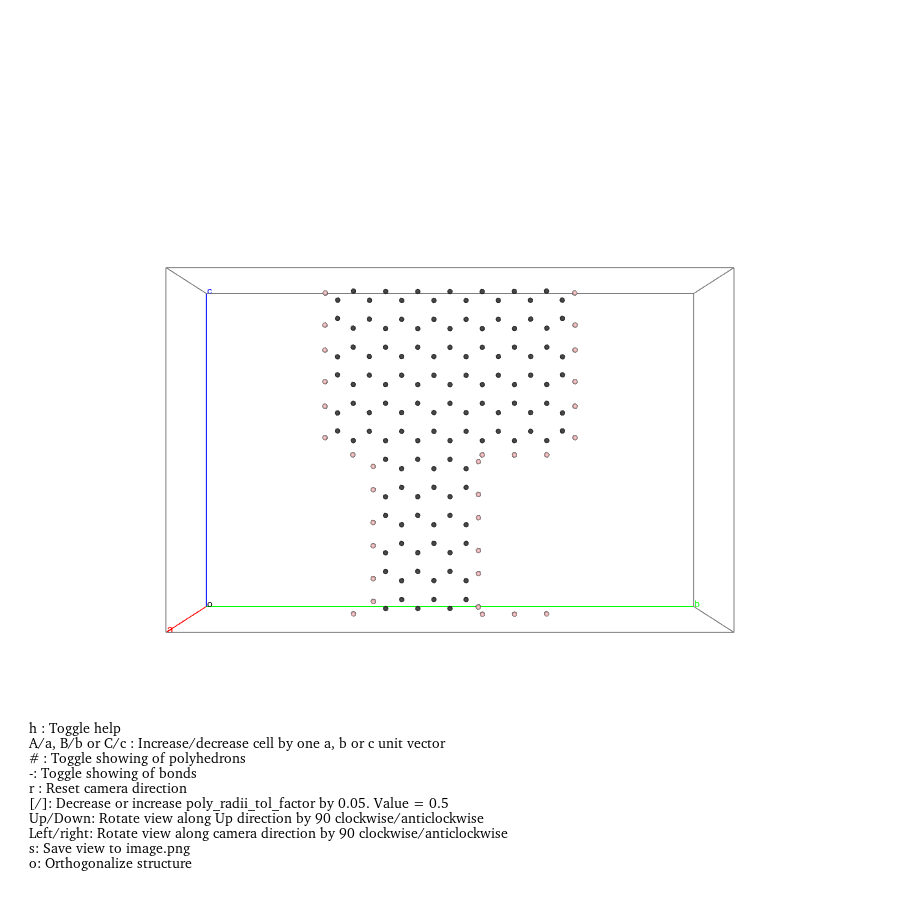 c
o
b
a
h : Toggle help
A/a, B/b or C/c : Increase/decrease cell by one a, b or c unit vector
# : Toggle showing of polyhedrons
-: Toggle showing of bonds
r : Reset camera direction
[/]: Decrease or increase poly_radii_tol_factor by 0.05. Value = 0.5
Up/Down: Rotate view along Up direction by 90 clockwise/anticlockwise
Left/right: Rotate view along camera direction by 90 clockwise/anticlockwise
s: Save view to image.png
o: Orthogonalize structure